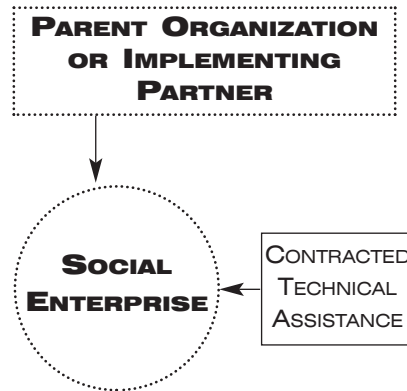 PARENT ORGANIZATION
OR IMPLEMENTING
PARTNER
SOCIAL
ENTERPRISE
CONTRACTED
TECHNICAL
ASSISTANCE